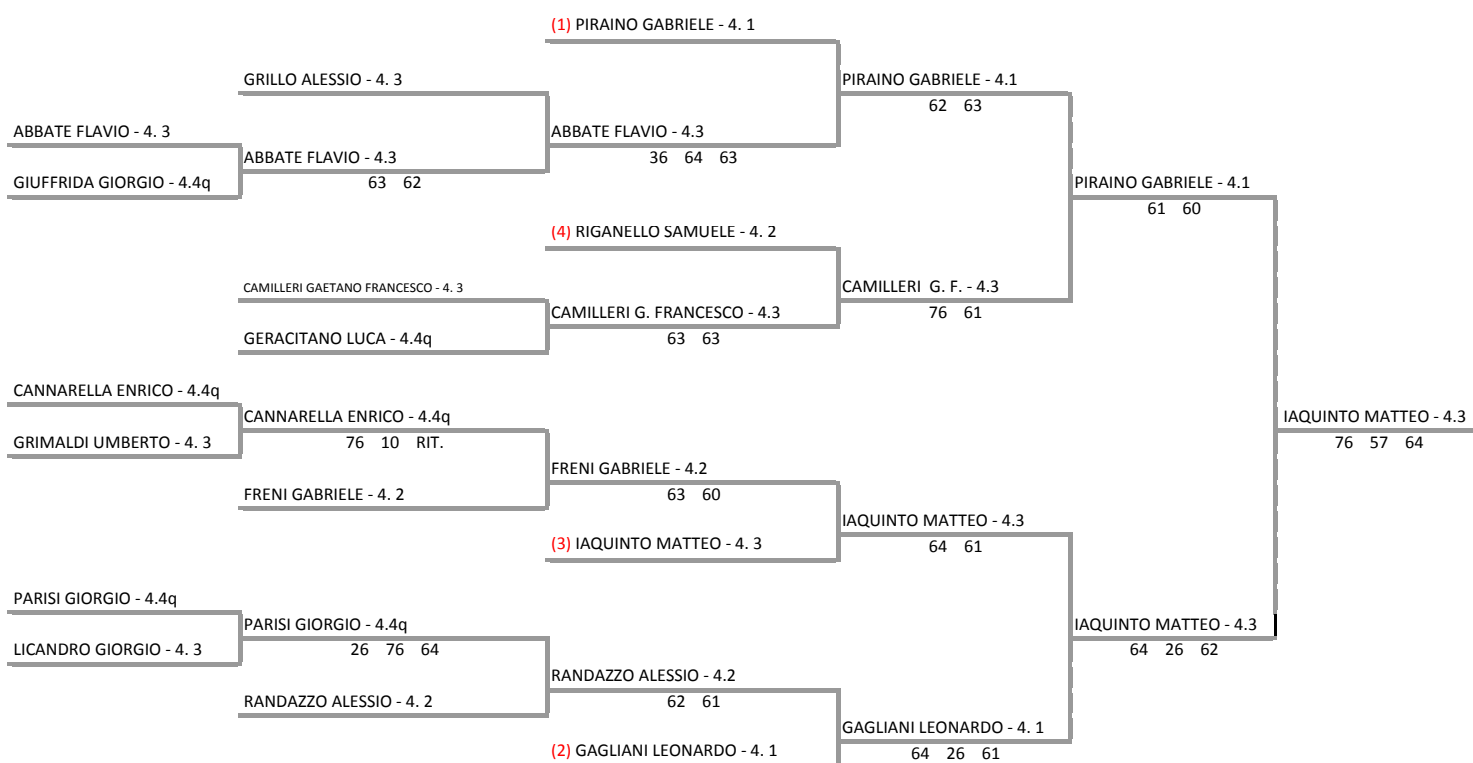 (1) PIRAINO GABRIELE - 4. 1
GRILLO ALESSIO - 4. 3
PIRAINO GABRIELE - 4.1
62 63
ABBATE FLAVIO - 4. 3
ABBATE FLAVIO - 4.3
36 64 63
ABBATE FLAVIO - 4.3
63 62
GIUFFRIDA GIORGIO - 4.4q
PIRAINO GABRIELE - 4.1
61 60
(4) RIGANELLO SAMUELE - 4. 2
CAMILLERI GAETANO FRANCESCO - 4. 3
CAMILLERI G. F. - 4.3
76 61
CAMILLERI G. FRANCESCO - 4.3
63 63
GERACITANO LUCA - 4.4q
CANNARELLA ENRICO - 4.4q
CANNARELLA ENRICO - 4.4q
76 10 RIT.
IAQUINTO MATTEO - 4.3
76 57 64
GRIMALDI UMBERTO - 4. 3
FRENI GABRIELE - 4.2
63 60
FRENI GABRIELE - 4. 2
IAQUINTO MATTEO - 4.3
64 61
(3) IAQUINTO MATTEO - 4. 3
PARISI GIORGIO - 4.4q
PARISI GIORGIO - 4.4q
26 76 64
IAQUINTO MATTEO - 4.3
64 26 62
LICANDRO GIORGIO - 4. 3
RANDAZZO ALESSIO - 4.2
62 61
RANDAZZO ALESSIO - 4. 2
GAGLIANI LEONARDO - 4. 1
64 26 61
(2) GAGLIANI LEONARDO - 4. 1